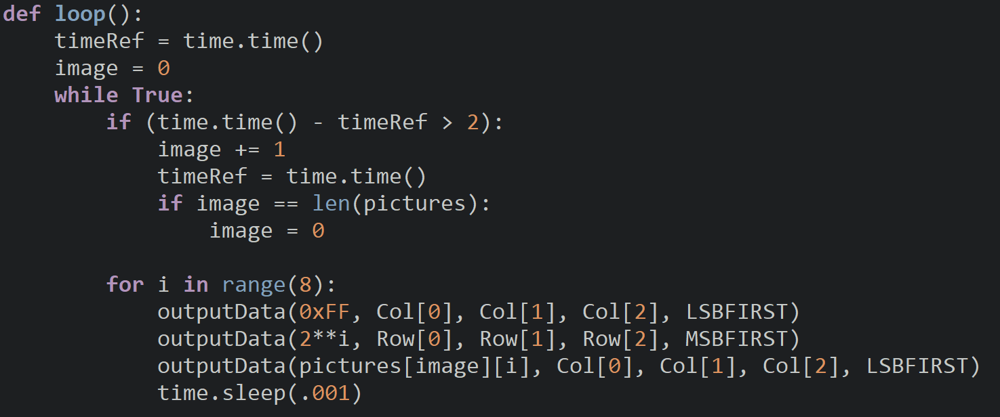 def loop():
    timeRef = time.time()
    image = 0
    while True:
        if (time.time() - timeRef > 2):
            image += 1
            timeRef = time.time()
            if image == len(pictures):
                image = 0

        for i in range(8):
            outputData(0xFF, Col[0], Col[1], Col[2], LSBFIRST)
            outputData(2**i, Row[0], Row[1], Row[2], MSBFIRST)
            outputData(pictures[image][i], Col[0], Col[1], Col[2], LSBFIRST)
            time.sleep(.001)